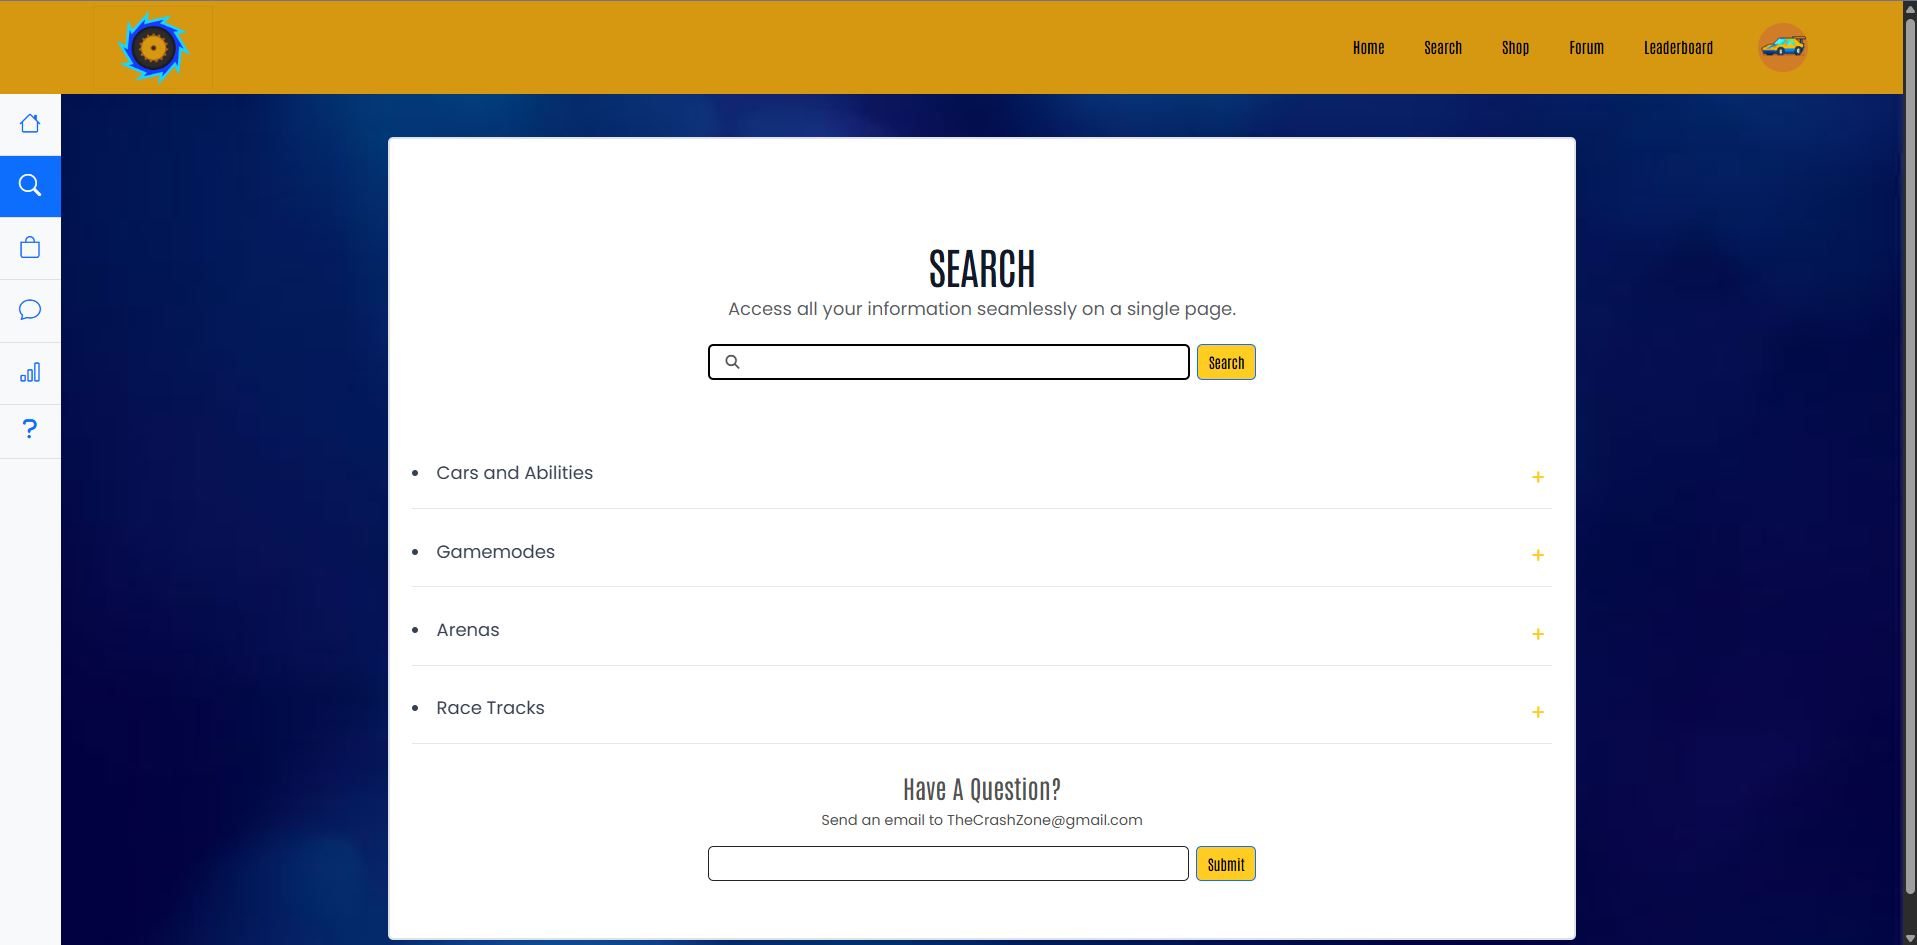 Home
Search
Shop
Forum
Leaderboard
?
SEARCH
Access all your information seamlessly on a single page.
Search
Cars and Abilities
Gamemodes
Arenas
Race Tracks
Have A Question?
Send an email to TheCrashZone@gmail.com
Submit